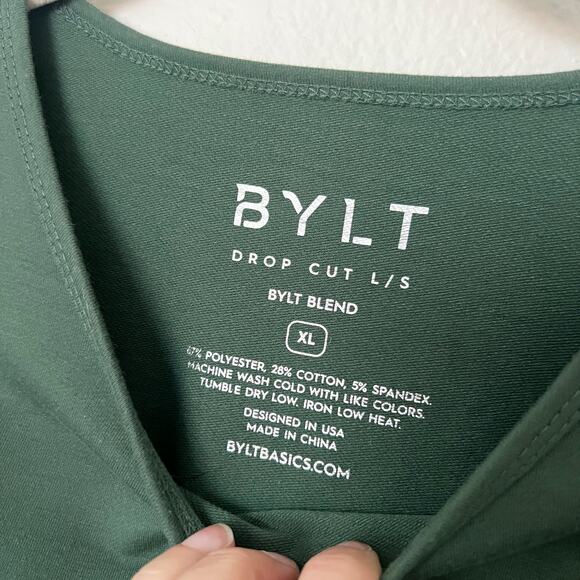 BYLT
DROP CUT L/S
BYLT BLEND
XL
67% POLYESTER, 28% COTTON, 5% SPANDEX.
MACHINE WASH COLD WITH LIKE COLORS.
TUMBLE DRY LOW. IRON LOW HEAT.
DESIGNED IN USA
MADE IN CHINA
BYLTBASICS.COM